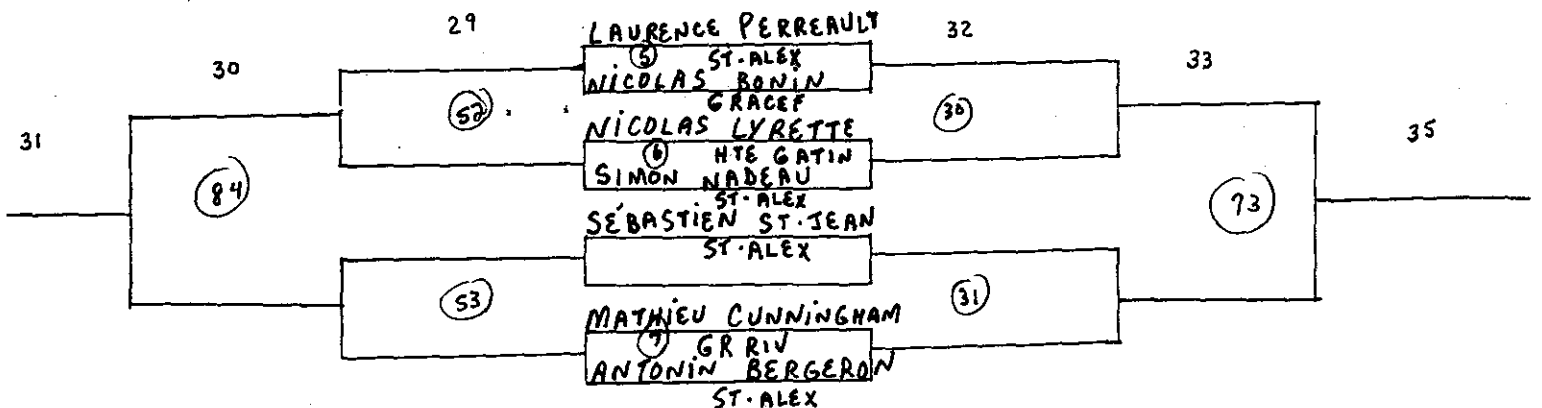 29
LAURENCE PERREAULT
32
30
⑤ ST-ALEX
33
NICOLAS BONIN
52
GRACEF
30
31
NICOLAS LYRETTE
35
⑥ HTE GATIN
84
SIMON NADEAU
73
ST-ALEX
SÉBASTIEN ST-JEAN
ST-ALEX
53
31
MATHIEU CUNNINGHAM
⑦ GR RIV
ANTONIN BERGERON
ST-ALEX